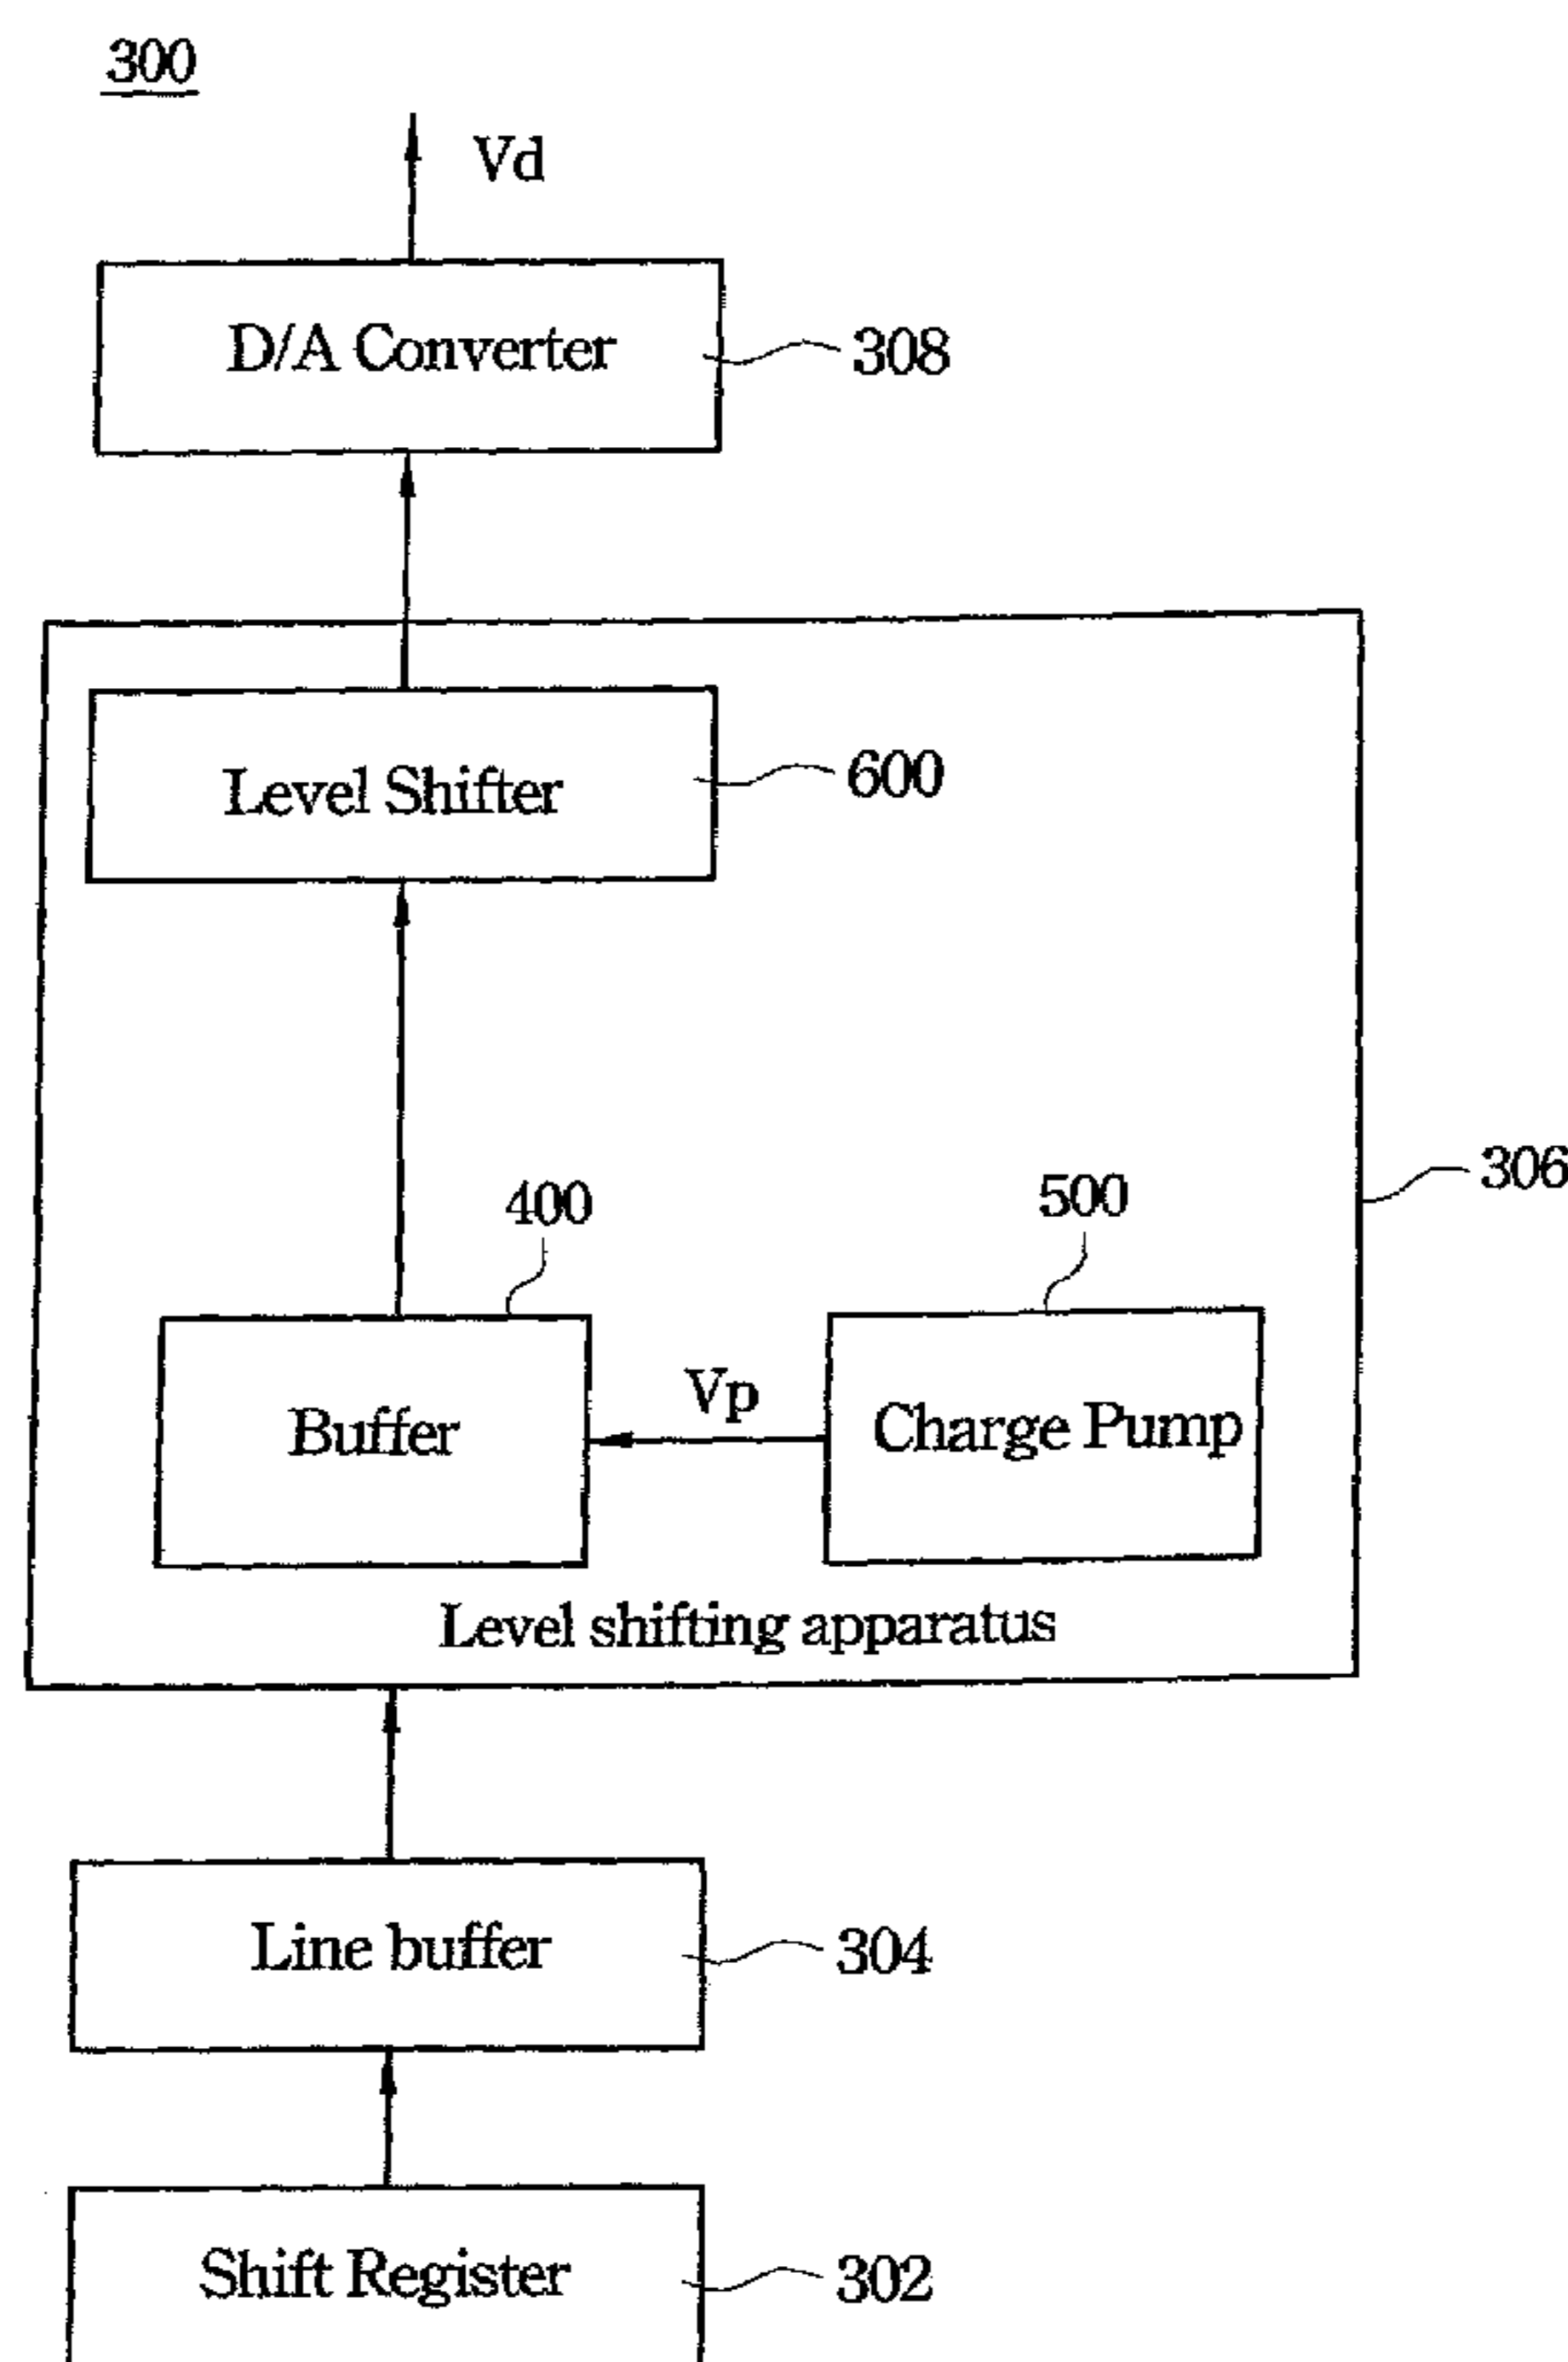 300
Vd
D/A Converter
308
Level Shifter
600
306
400
500
Buffer
Vp
Charge Pump
Level shifting apparatus
Line buffer
304
Shift Register
302